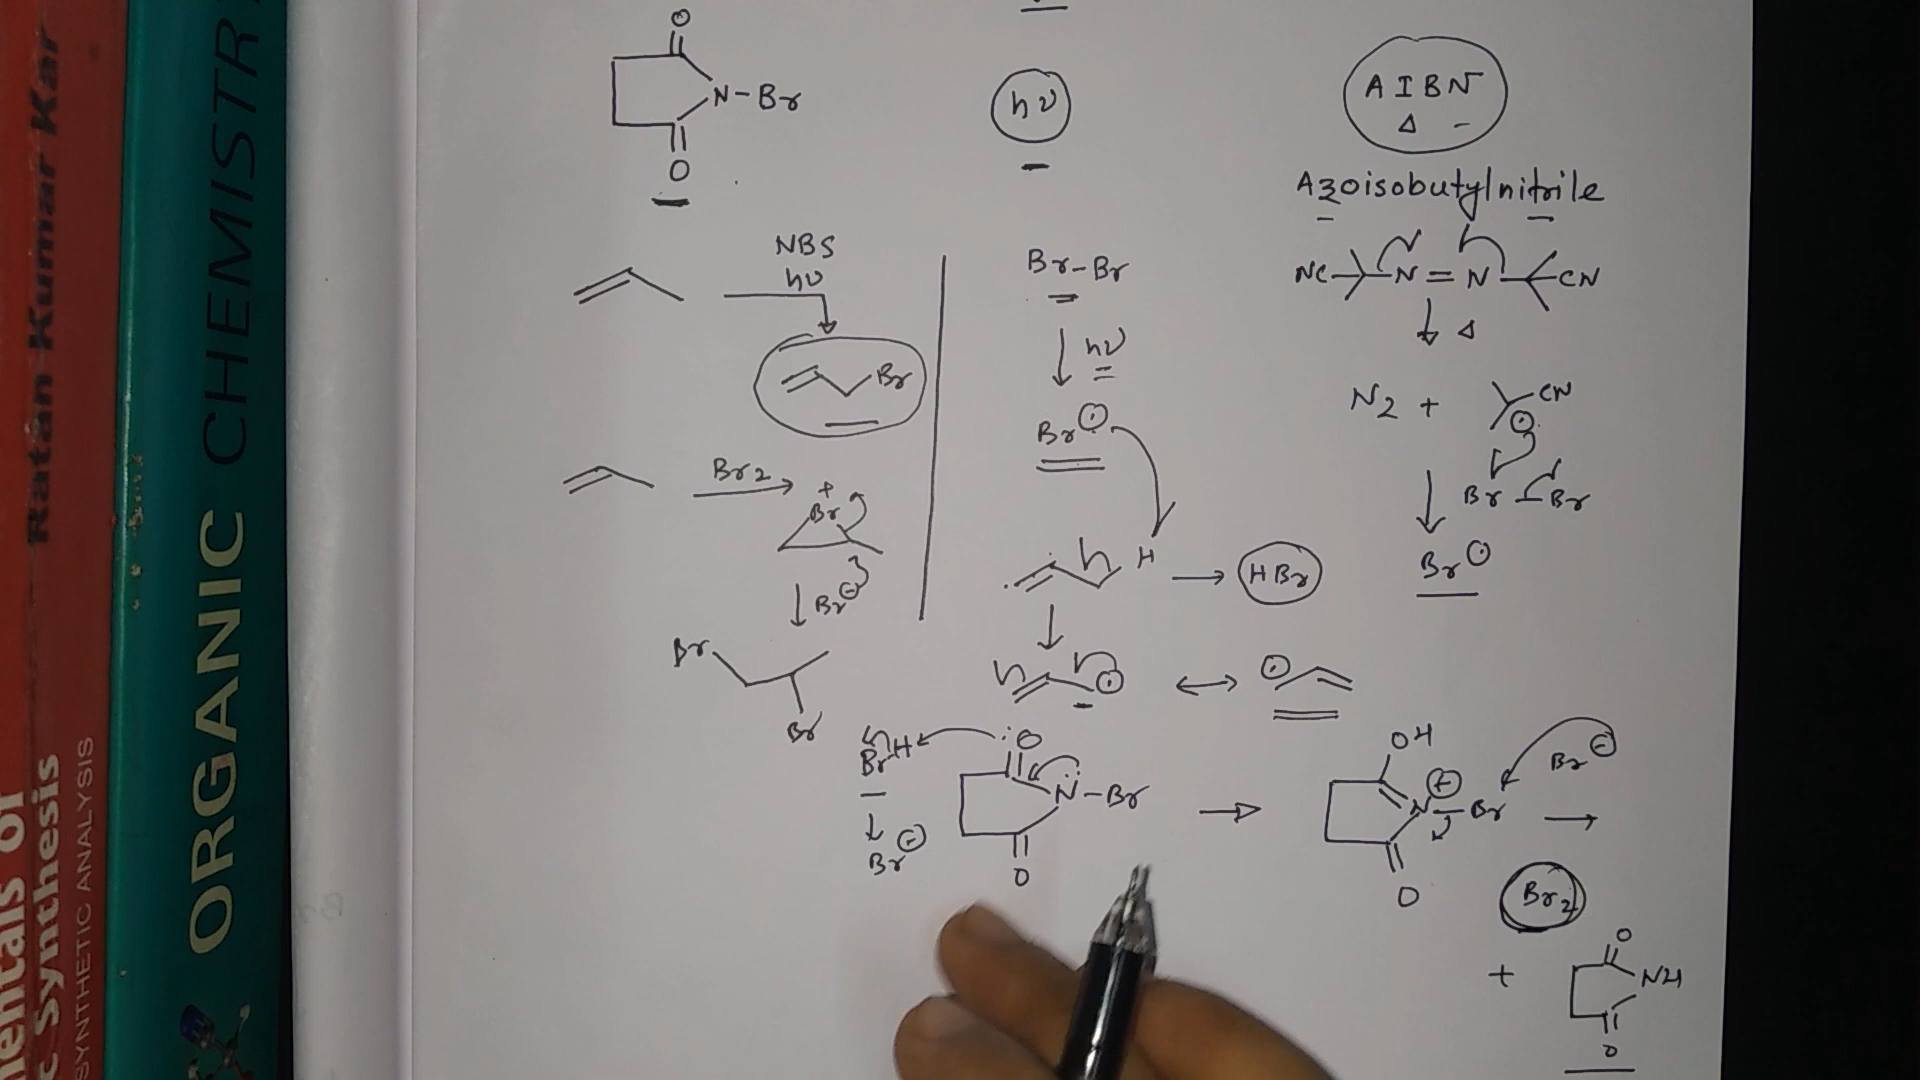 Ratan Kumar Kar
mentals of
c Synthesis
SYNTHETIC ANALYSIS
ORGANIC CHEMISTRY
O
N-Br
O
hν
AIBN
Δ -
Azoisobutylnitrile
NC N=N CN
Δ
N2 + CN
Br-Br
Br
NBS
hν
Br
Br-Br
hν
Br
H → HBr
Br2
+
Br
Br⊖
Br
Br
BrH
Br⊖
:O
N-Br
O
OH
⊕
N-Br
Br⊖
O
Br2
+
O
NH
O